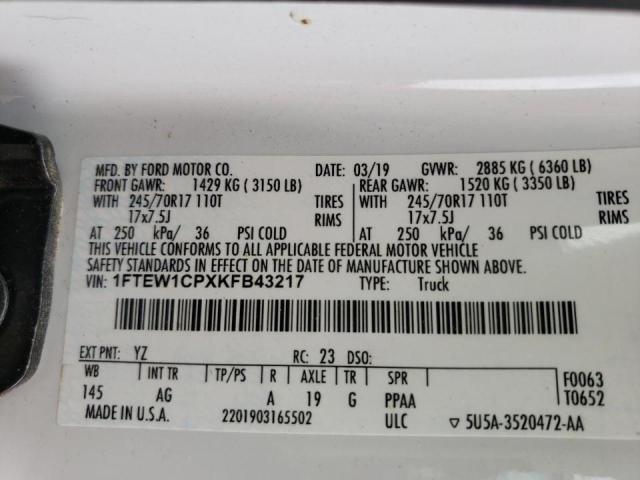 MFD. BY FORD MOTOR CO. 03/19 GVWR: 2885 KG ( 6360 LB)
FRONT GAWR: 1429 KG ( 3150 LB) REAR GAWR: 1520 KG ( 3350 LB)
WITH 245/70R17 110T TIRES WITH 245/70R17 110T TIRES
17x7.5J RIMS 17x7.5J RIMS
AT 250 kPa/ 36 PSI COLD AT 250 kPa/ 36 PSI COLD
THIS VEHICLE CONFORMS TO ALL APPLICABLE FEDERAL MOTOR VEHICLE
SAFETY STANDARDS IN EFFECT ON THE DATE OF MANUFACTURE SHOWN ABOVE.
VIN: 1FTEW1CPXKFB43217 TYPE: Truck
EXT PNT: YZ RC: 23 DSO:
WB INT TR TP/PS R AXLE TR SPR F0063
145 AG A 19 G PPAA T0652
MADE IN U.S.A. 2201903165502 ULC ▽ 5U5A-3520472-AA